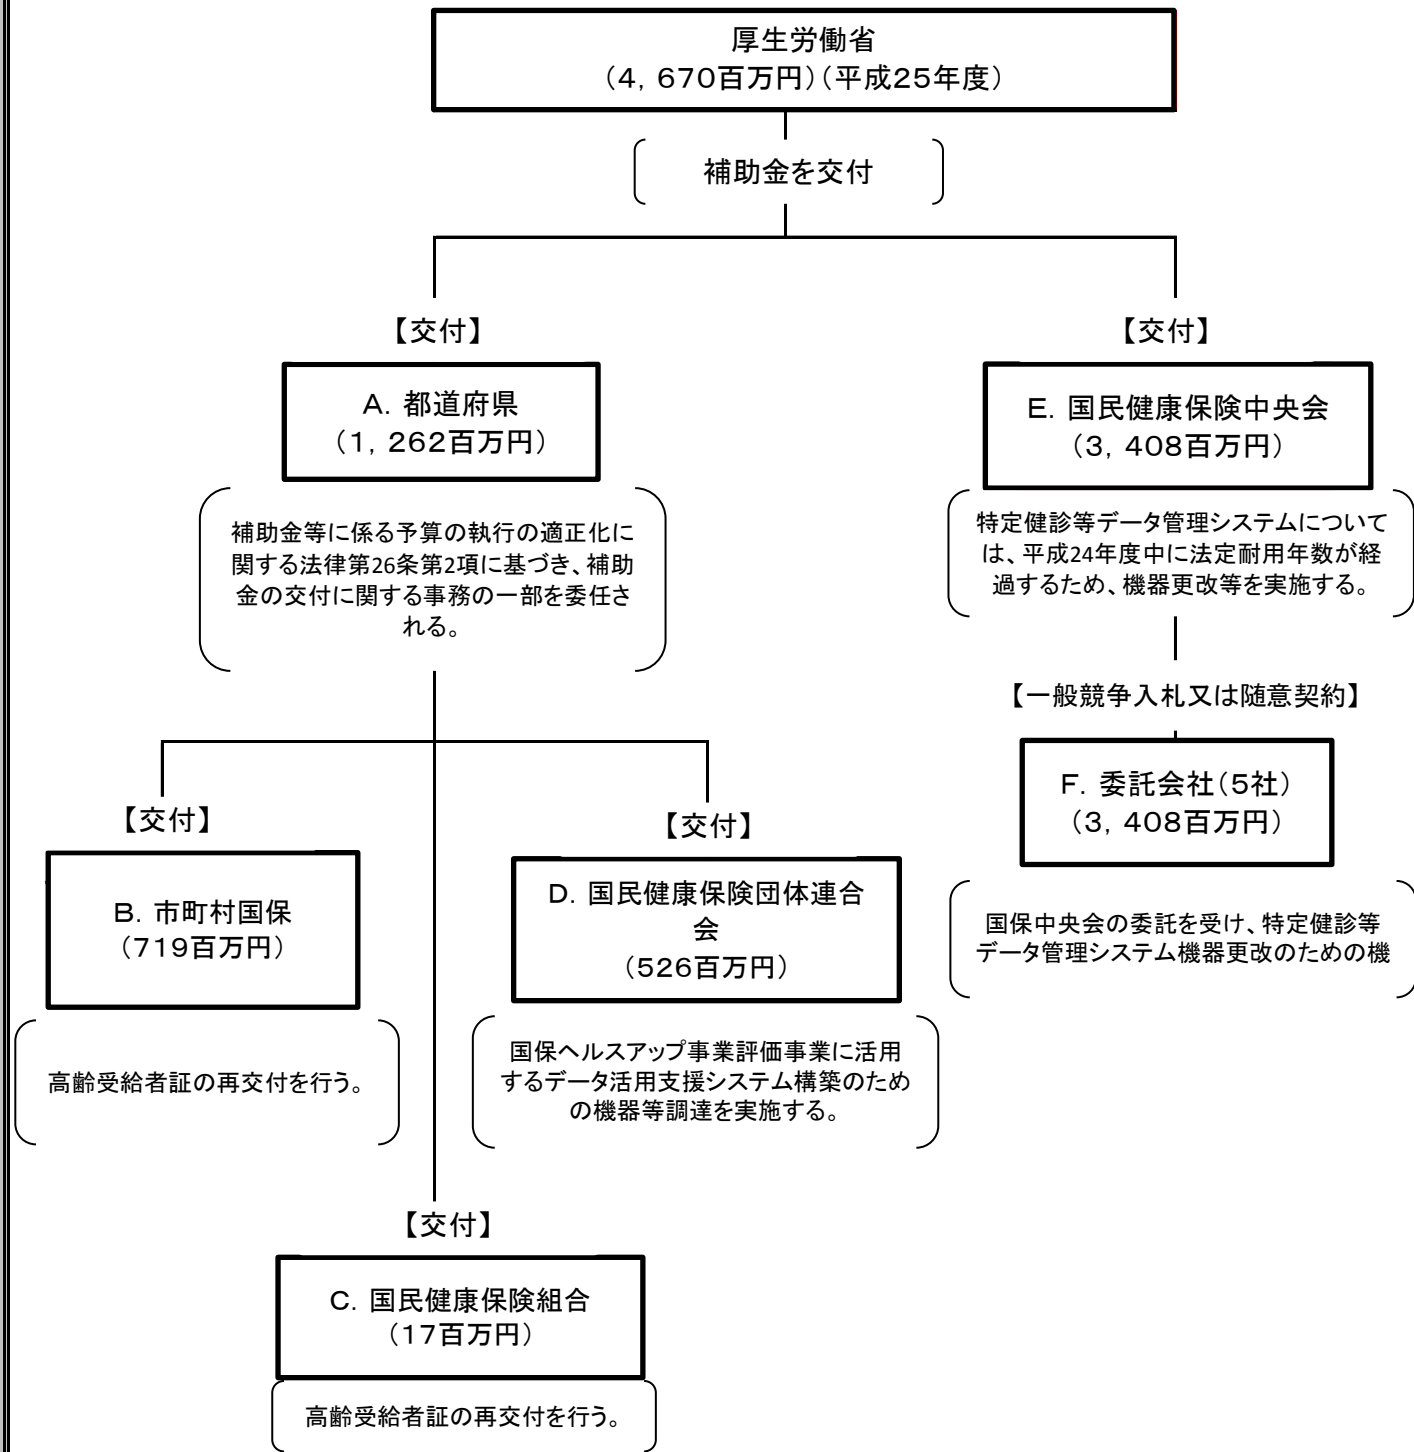 厚生労働省
（4，670百万円）（平成25年度）
補助金を交付
【交付】
A．都道府県
（1，262百万円）
補助金等に係る予算の執行の適正化に
関する法律第26条第2項に基づき、補助
金の交付に関する事務の一部を委任さ
れる。
【交付】
E．国民健康保険中央会
（3，408百万円）
特定健診等データ管理システムについて
は、平成24年度中に法定耐用年数が経
過するため、機器更改等を実施する。
【一般競争入札又は随意契約】
F．委託会社（5社）
（3，408百万円）
国保中央会の委託を受け、特定健診等
データ管理システム機器更改のための機
【交付】
B．市町村国保
（719百万円）
高齢受給者証の再交付を行う。
【交付】
D．国民健康保険団体連合
会
（526百万円）
国保ヘルスアップ事業評価事業に活用
するデータ活用支援システム構築のため
の機器等調達を実施する。
【交付】
C．国民健康保険組合
（17百万円）
高齢受給者証の再交付を行う。